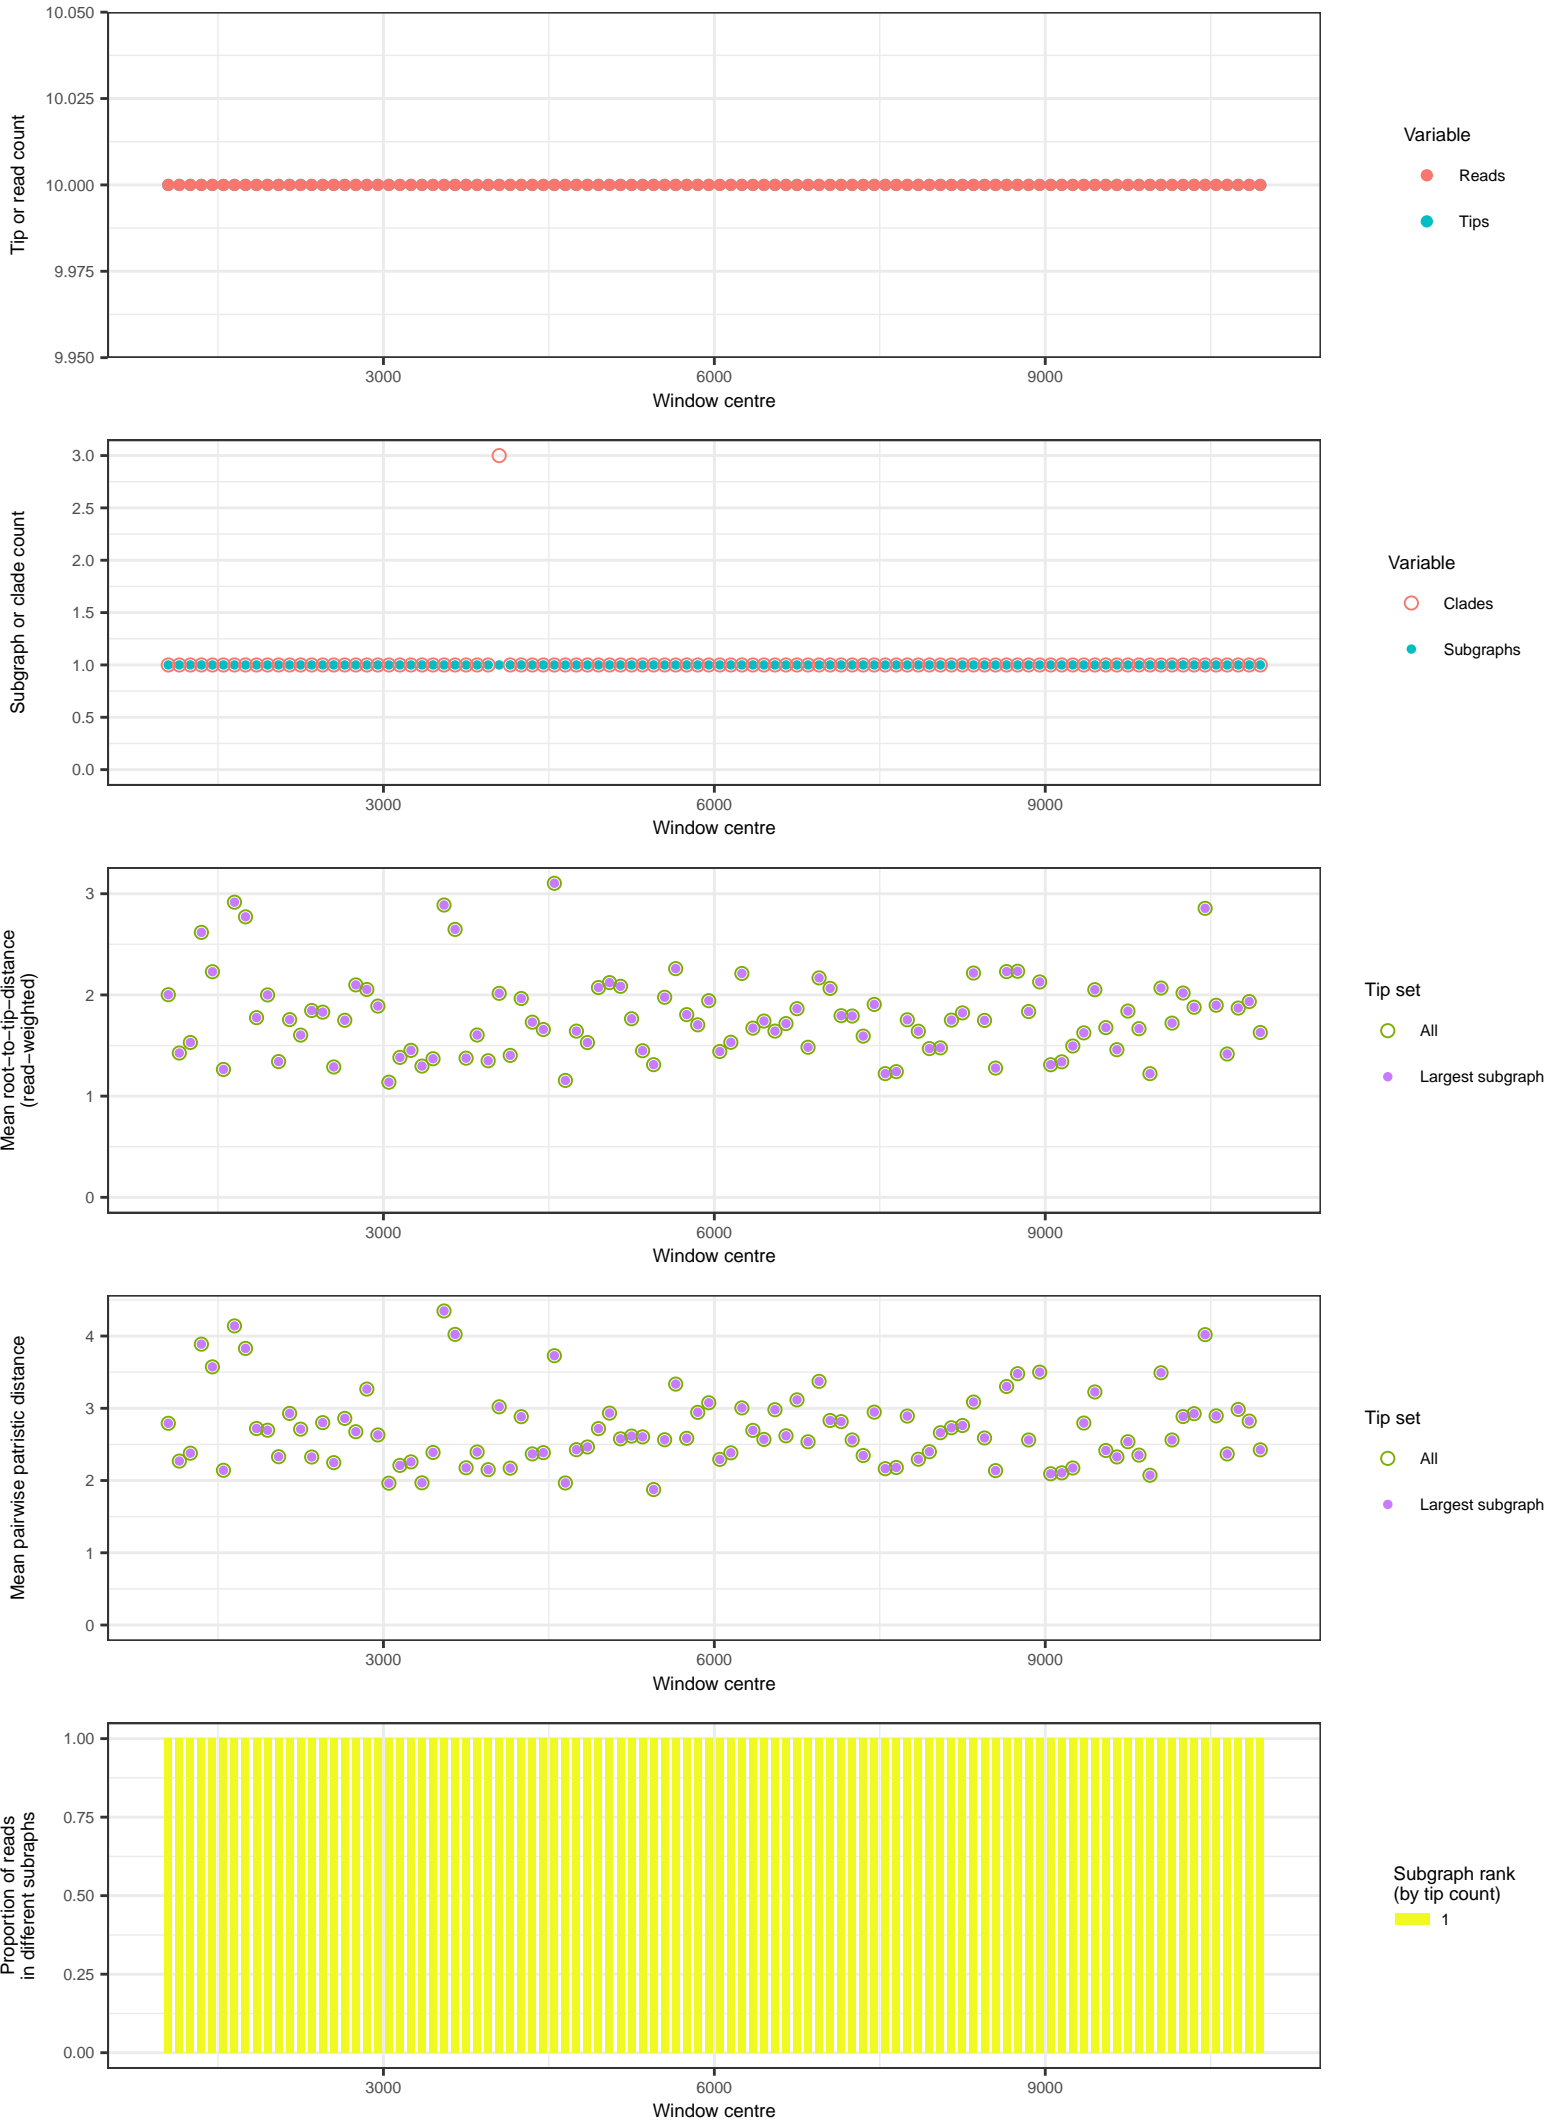 10.050
10.025
10.000
9.975
9.950
Tip or read count
3000 6000 9000
Window centre
Variable
Reads
Tips
3.0
2.5
2.0
1.5
1.0
0.5
0.0
Subgraph or clade count
3000 6000 9000
Window centre
Variable
Clades
Subgraphs
3
2
1
0
Mean root−to−tip−distance
(read−weighted)
3000 6000 9000
Window centre
Tip set
All
Largest subgraph
4
3
2
1
0
Mean pairwise patristic distance
3000 6000 9000
Window centre
Tip set
All
Largest subgraph
1.00
0.75
0.50
0.25
0.00
Proportion of reads
in different subraphs
3000 6000 9000
Window centre
Subgraph rank
(by tip count)
1